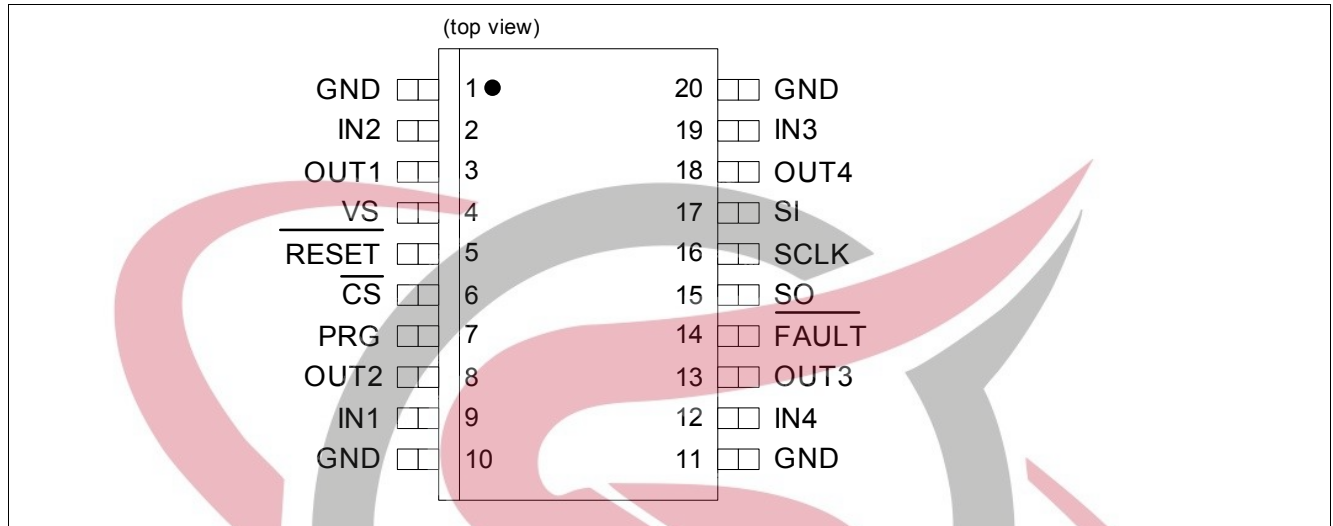 (top view)
GND 1 20 GND
IN2 2 19 IN3
OUT1 3 18 OUT4
VS 4 17 SI
RESET 5 16 SCLK
CS 6 15 SO
PRG 7 14 FAULT
OUT2 8 13 OUT3
IN1 9 12 IN4
GND 10 11 GND